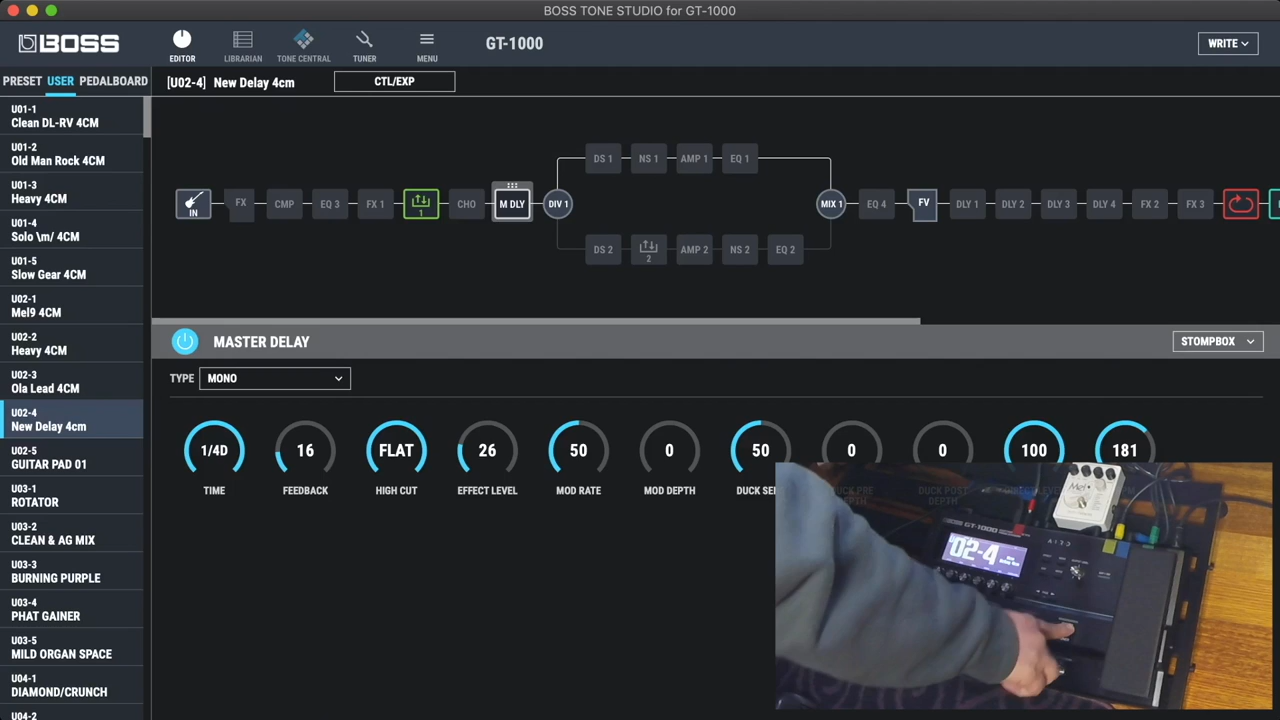 BOSS TONE STUDIO for GT-1000
BOSS
EDITOR
LIBRARIAN
TONE CENTRAL
TUNER
MENU
GT-1000
WRITE
PRESET USER PEDALBOARD
[U02-4] New Delay 4cm
CTL/EXP
U01-1
Clean DL-RV 4CM
U01-2
Old Man Rock 4CM
U01-3
Heavy 4CM
U01-4
Solo \m/ 4CM
U01-5
Slow Gear 4CM
U02-1
Mel9 4CM
U02-2
Heavy 4CM
U02-3
Ola Lead 4CM
U02-4
New Delay 4cm
U02-5
GUITAR PAD 01
U03-1
ROTATOR
U03-2
CLEAN & AG MIX
U03-3
BURNING PURPLE
U03-4
PHAT GAINER
U03-5
MILD ORGAN SPACE
U04-1
DIAMOND/CRUNCH
U04-2
DS 1 NS 1 AMP 1 EQ 1
IN FX CMP EQ 3 FX 1 1 CHO M DLY DIV 1 MIX 1 EQ 4 FV DLY 1 DLY 2 DLY 3 DLY 4 FX 2 FX 3
DS 2 2 AMP 2 NS 2 EQ 2
MASTER DELAY
STOMPBOX
TYPE MONO
1/4D 16 FLAT 26 50 0 50 0 0 100 181
TIME FEEDBACK HIGH CUT EFFECT LEVEL MOD RATE MOD DEPTH
BOSS GT-1000
02-4